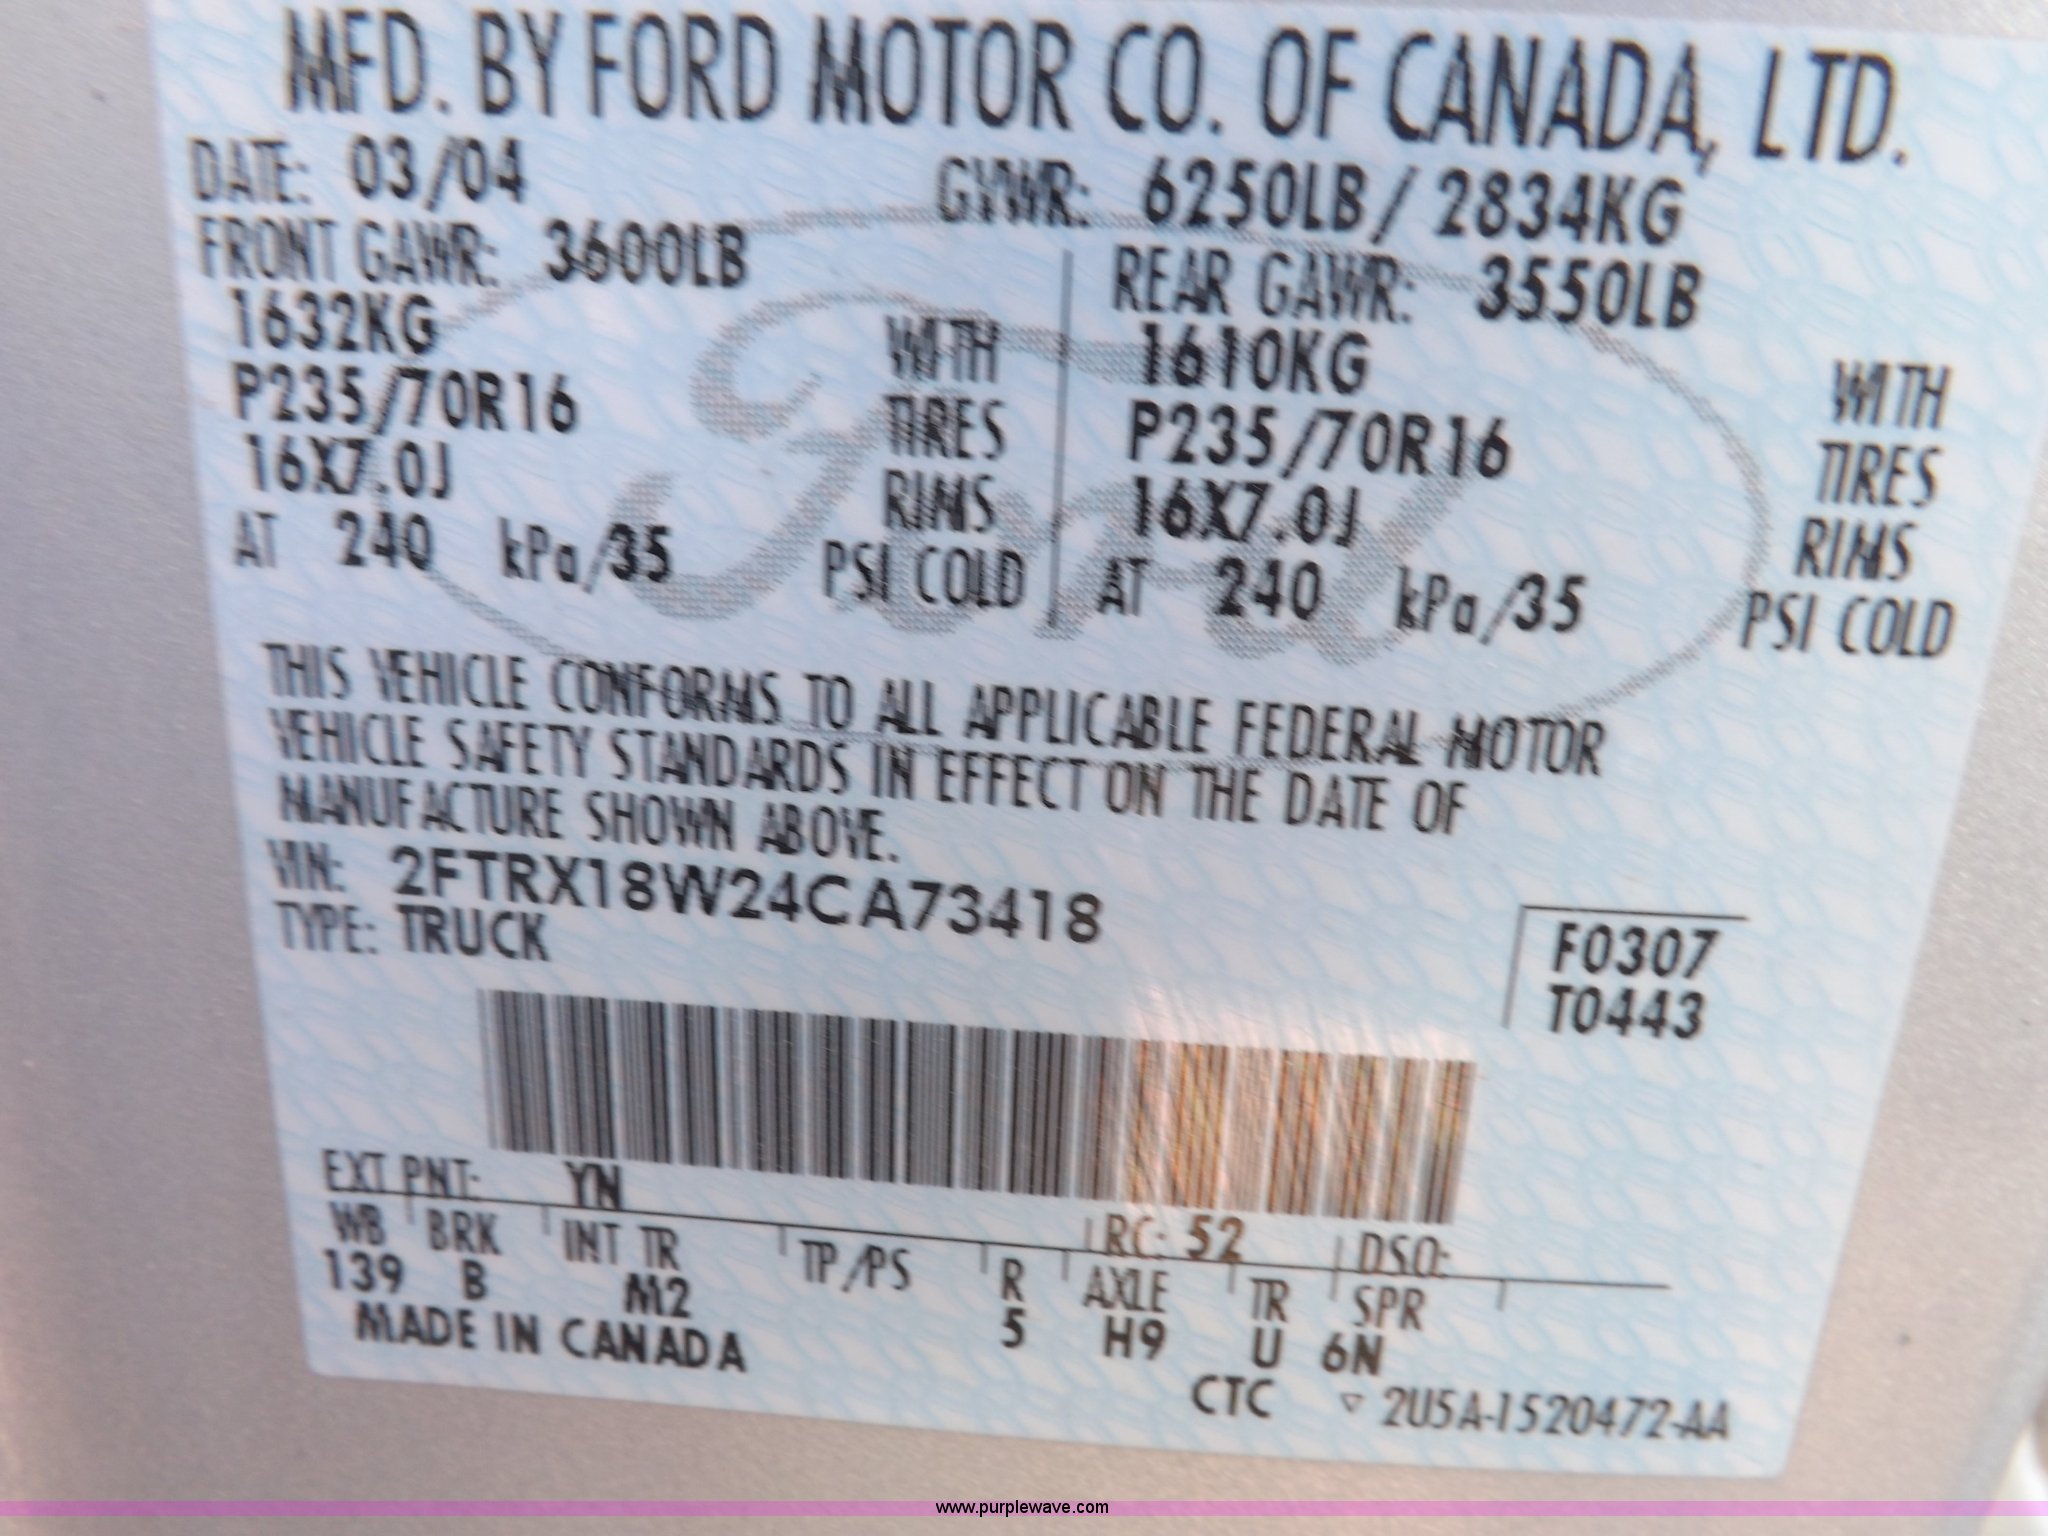 MFD. BY FORD MOTOR CO. OF CANADA, LTD.
DATE: 03/04 GVWR: 6250LB/ 2834KG
FRONT GAWR: 3600LB REAR GAWR: 3550LB
1632KG WITH 1610KG WITH
P235/70R16 TIRES P235/70R16 TIRES
16X7.0J RIMS 16X7.0J RIMS
AT 240 kPa/35 PSI COLD AT 240 kPa/35 PSI COLD
Ford
THIS VEHICLE CONFORMS TO ALL APPLICABLE FEDERAL MOTOR
VEHICLE SAFETY STANDARDS IN EFFECT ON THE DATE OF
MANUFACTURE SHOWN ABOVE.
VIN: 2FTRX18W24CA73418
TYPE: TRUCK
F0307
T0443
EXT PNT: YN RC: 52 DSO:
WB BRK INT TR TP/PS R AXLE TR SPR
139 B M2 5 H9 U 6N
MADE IN CANADA
CTC ▽ 2U5A-1520472-AA
www.purplewave.com